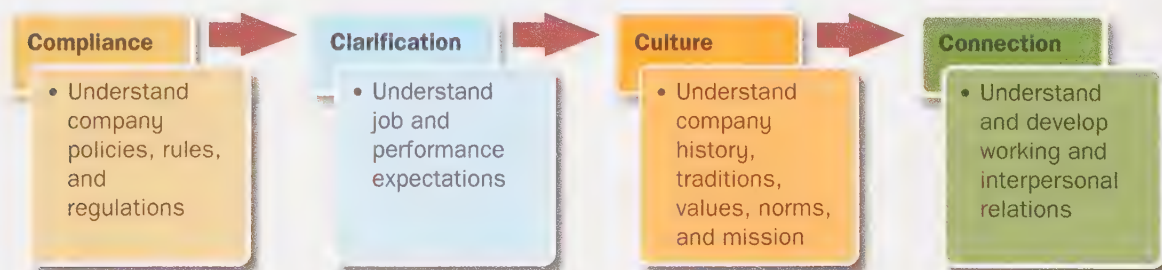 Compliance
• Understand
company
policies, rules,
and
regulations
Clarification
• Understand
job and
performance
expectations
Culture
• Understand
company
history,
traditions,
values, norms,
and mission
Connection
• Understand
and develop
working and
interpersonal
relations